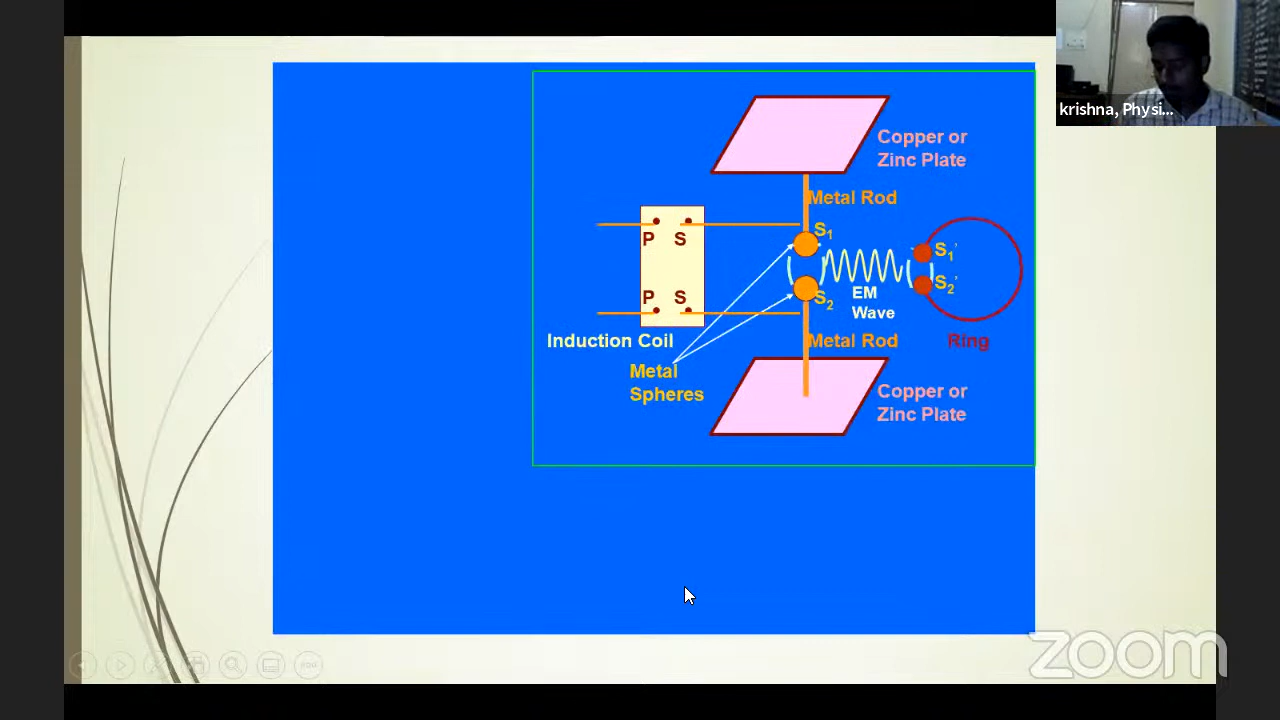 krishna, Physi...
Copper or
Zinc Plate
Metal Rod
S1
P S
S1'
S2'
P S
S2
EM
Wave
Induction Coil
Metal Rod
Ring
Metal
Spheres
Copper or
Zinc Plate
zoom